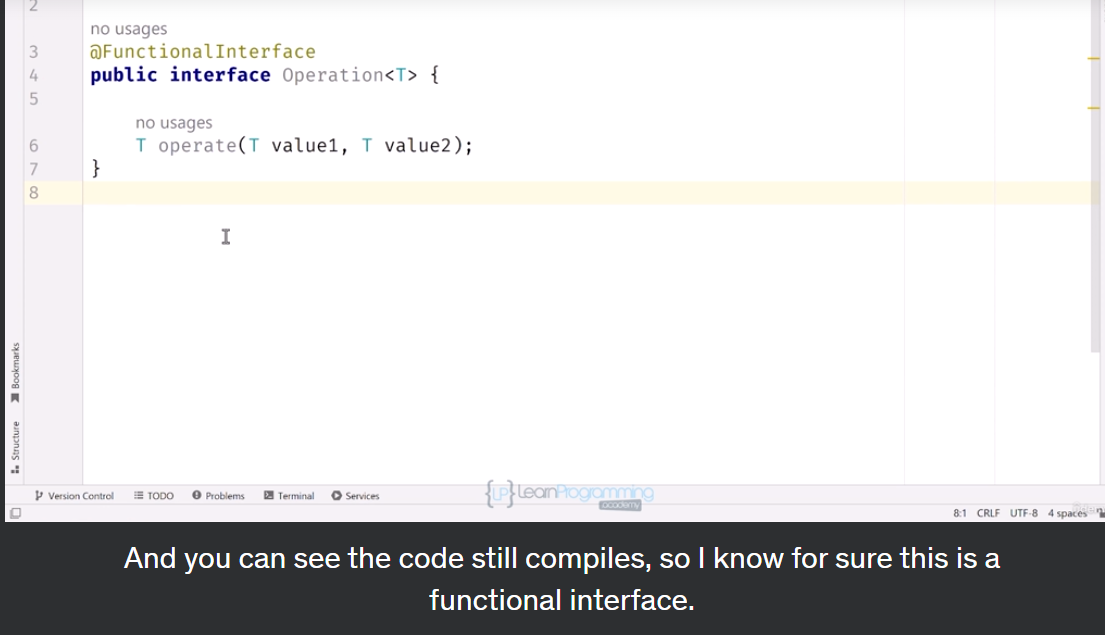 2
no usages
3 @FunctionalInterface
4 public interface Operation<T> {
5
no usages
6 T operate(T value1, T value2);
7 }
8
Bookmarks
Structure
Version Control TODO Problems Terminal Services
{LP} LearnProgramming
academy
8:1 CRLF UTF-8 4 spaces
And you can see the code still compiles, so I know for sure this is a
functional interface.